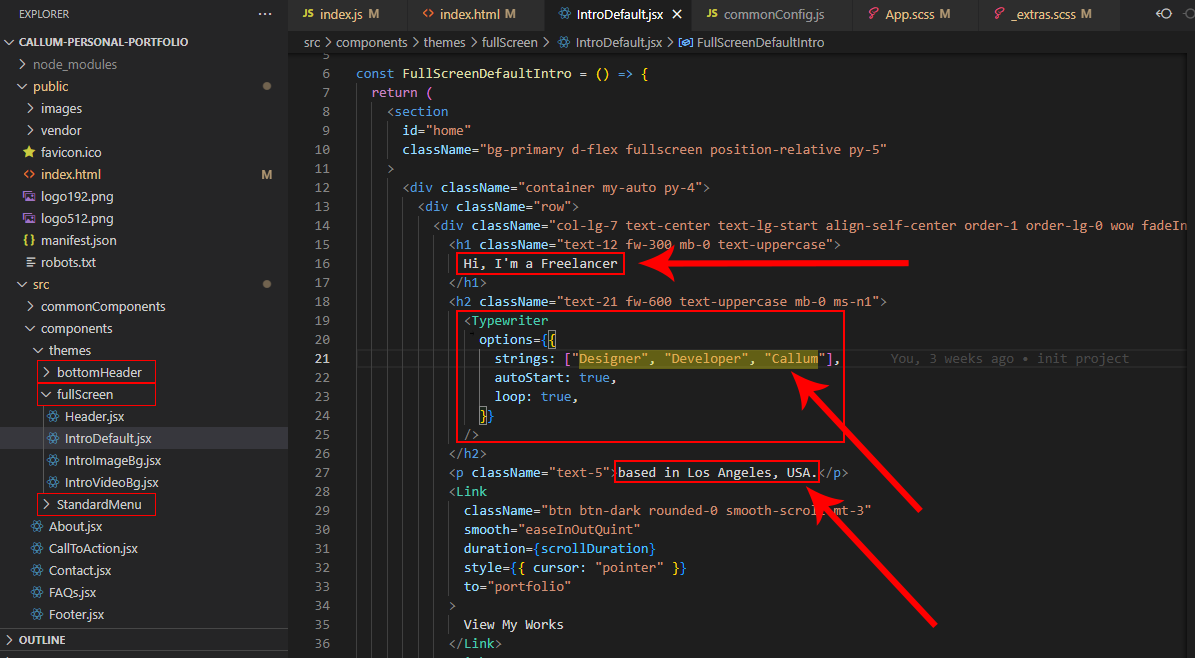 EXPLORER ...
CALLUM-PERSONAL-PORTFOLIO
node_modules
public
images
vendor
favicon.ico
index.html M
logo192.png
logo512.png
manifest.json
robots.txt
src
commonComponents
components
themes
bottomHeader
fullScreen
Header.jsx
IntroDefault.jsx
IntroImageBg.jsx
IntroVideoBg.jsx
StandardMenu
About.jsx
CallToAction.jsx
Contact.jsx
FAQs.jsx
Footer.jsx
OUTLINE
JS index.js M <> index.html M IntroDefault.jsx × JS commonConfig.js App.scss M _extras.scss M
src > components > themes > fullScreen > IntroDefault.jsx > FullScreenDefaultIntro
5
6 const FullScreenDefaultIntro = () => {
7 return (
8 <section
9 id="home"
10 className="bg-primary d-flex fullscreen position-relative py-5"
11 >
12 <div className="container my-auto py-4">
13 <div className="row">
14 <div className="col-lg-7 text-center text-lg-start align-self-center order-1 order-lg-0 wow fadeIn
15 <h1 className="text-12 fw-300 mb-0 text-uppercase">
16 Hi, I'm a Freelancer
17 </h1>
18 <h2 className="text-21 fw-600 text-uppercase mb-0 ms-n1">
19 <Typewriter
20 options={{
21 strings: ["Designer", "Developer", "Callum"], You, 3 weeks ago • init project
22 autoStart: true,
23 loop: true,
24 }}
25 />
26 </h2>
27 <p className="text-5">based in Los Angeles, USA.</p>
28 <Link
29 className="btn btn-dark rounded-0 smooth-scroll mt-3"
30 smooth="easeInOutQuint"
31 duration={scrollDuration}
32 style={{ cursor: "pointer" }}
33 to="portfolio"
34 >
35 View My Works
36 </Link>